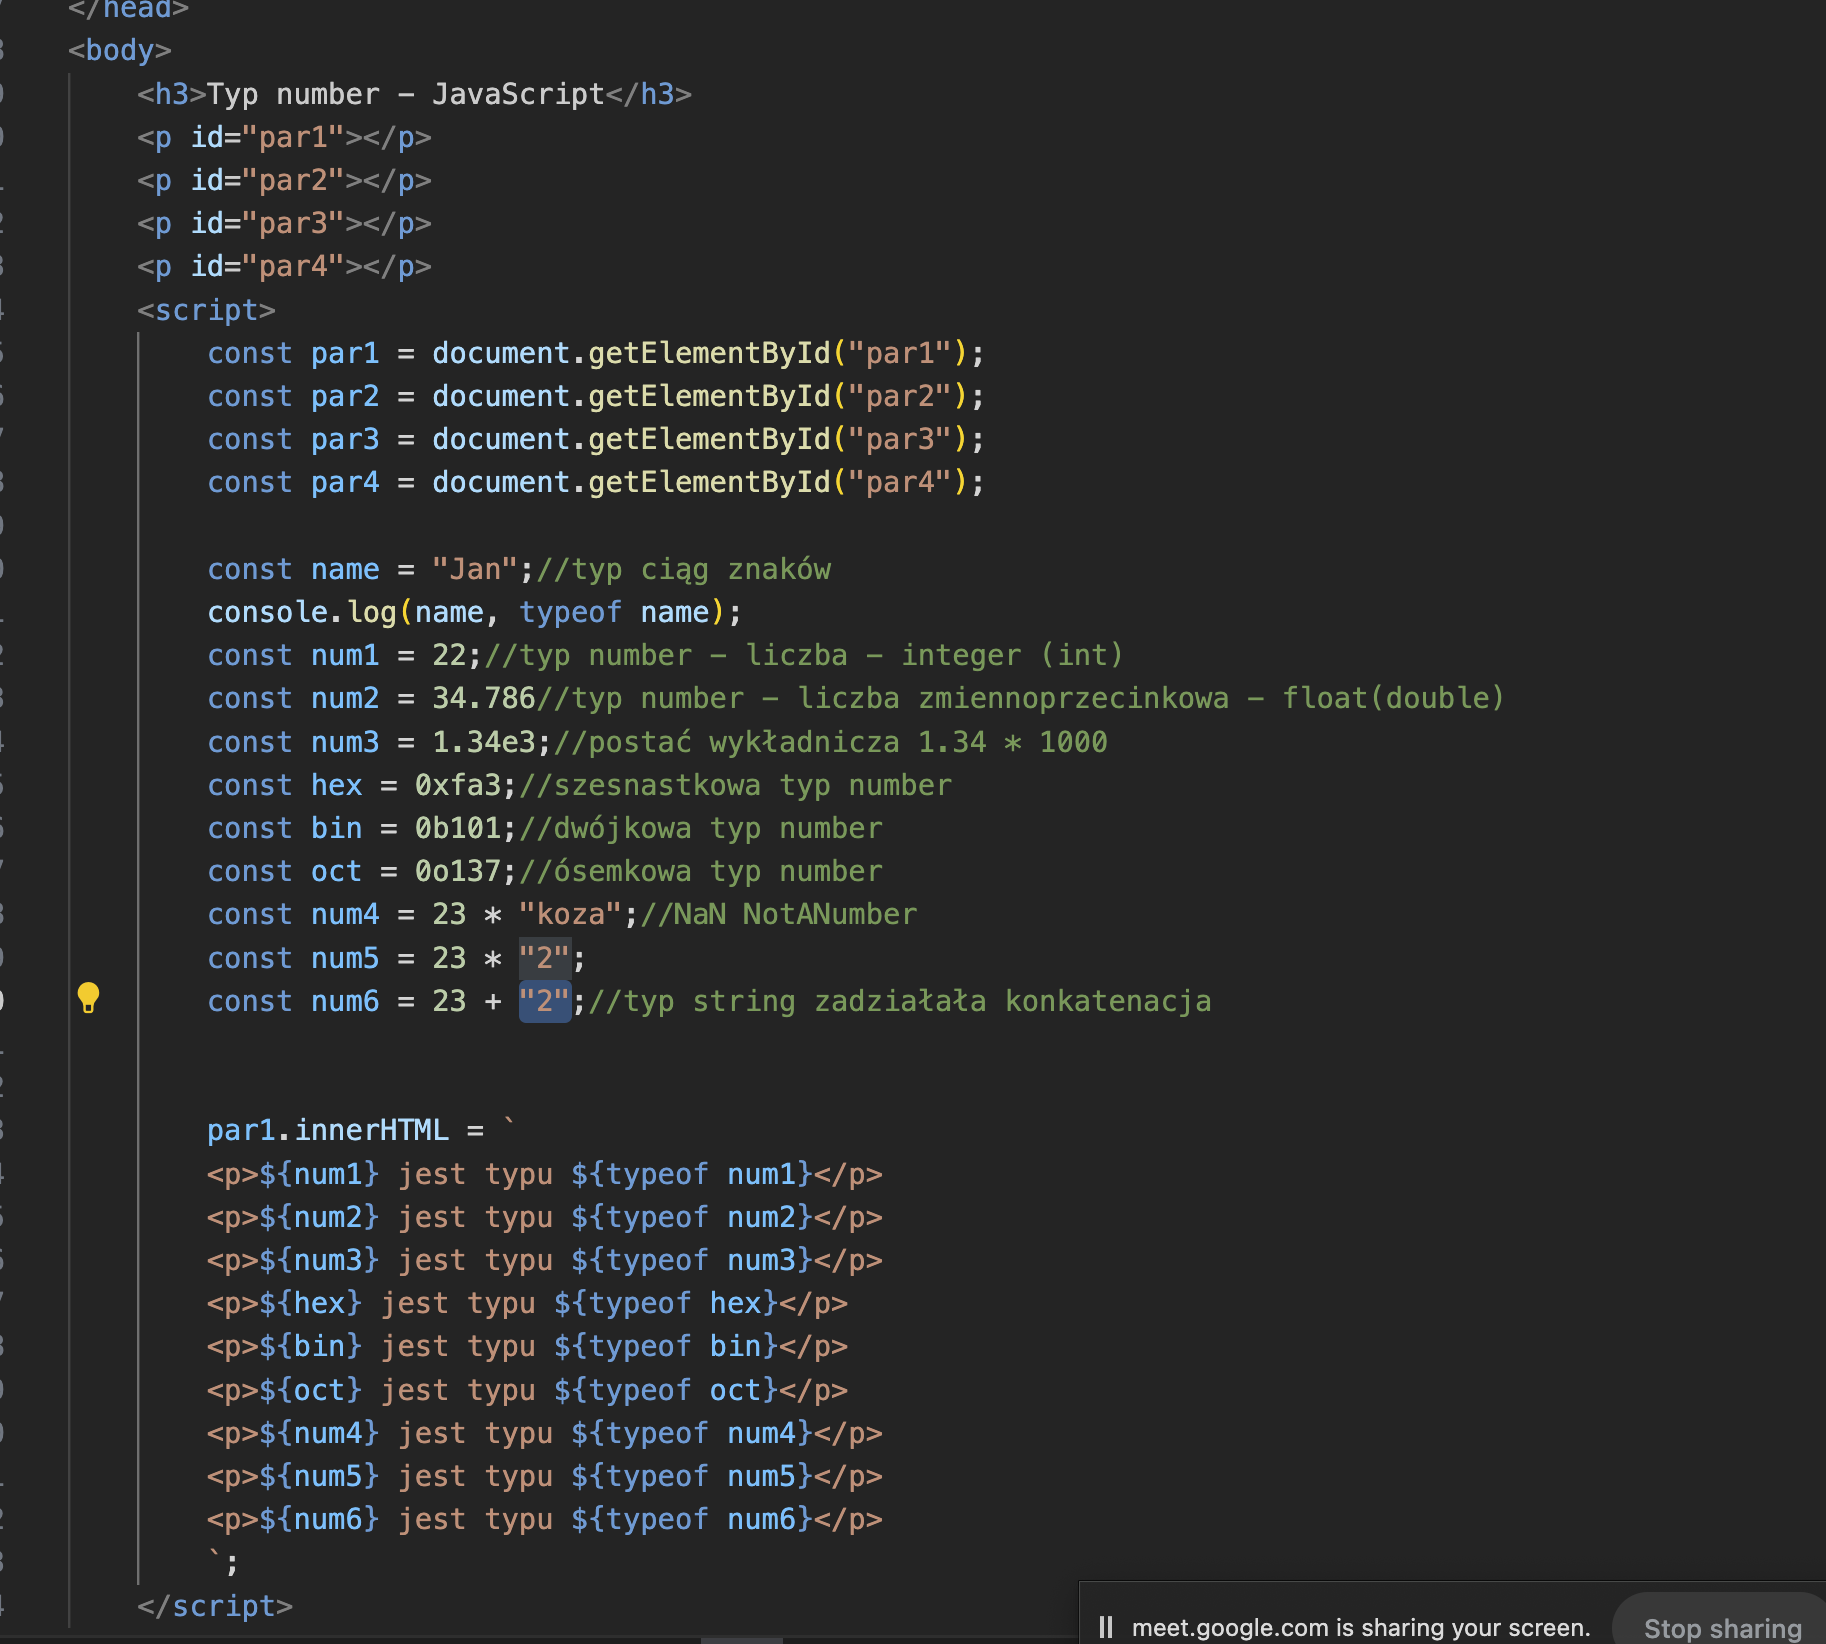 </head>
<body>
<h3>Typ number - JavaScript</h3>
<p id="par1"></p>
<p id="par2"></p>
<p id="par3"></p>
<p id="par4"></p>
<script>
const par1 = document.getElementById("par1");
const par2 = document.getElementById("par2");
const par3 = document.getElementById("par3");
const par4 = document.getElementById("par4");
const name = "Jan";//typ ciąg znaków
console.log(name, typeof name);
const num1 = 22;//typ number - liczba - integer (int)
const num2 = 34.786//typ number - liczba zmiennoprzecinkowa - float(double)
const num3 = 1.34e3;//postać wykładnicza 1.34 * 1000
const hex = 0xfa3;//szesnastkowa typ number
const bin = 0b101;//dwójkowa typ number
const oct = 0o137;//ósemkowa typ number
const num4 = 23 * "koza";//NaN NotANumber
const num5 = 23 * "2";
const num6 = 23 + "2";//typ string zadziałała konkatenacja
par1.innerHTML = `
<p>${num1} jest typu ${typeof num1}</p>
<p>${num2} jest typu ${typeof num2}</p>
<p>${num3} jest typu ${typeof num3}</p>
<p>${hex} jest typu ${typeof hex}</p>
<p>${bin} jest typu ${typeof bin}</p>
<p>${oct} jest typu ${typeof oct}</p>
<p>${num4} jest typu ${typeof num4}</p>
<p>${num5} jest typu ${typeof num5}</p>
<p>${num6} jest typu ${typeof num6}</p>
`;
</script>
meet.google.com is sharing your screen.
Stop sharing